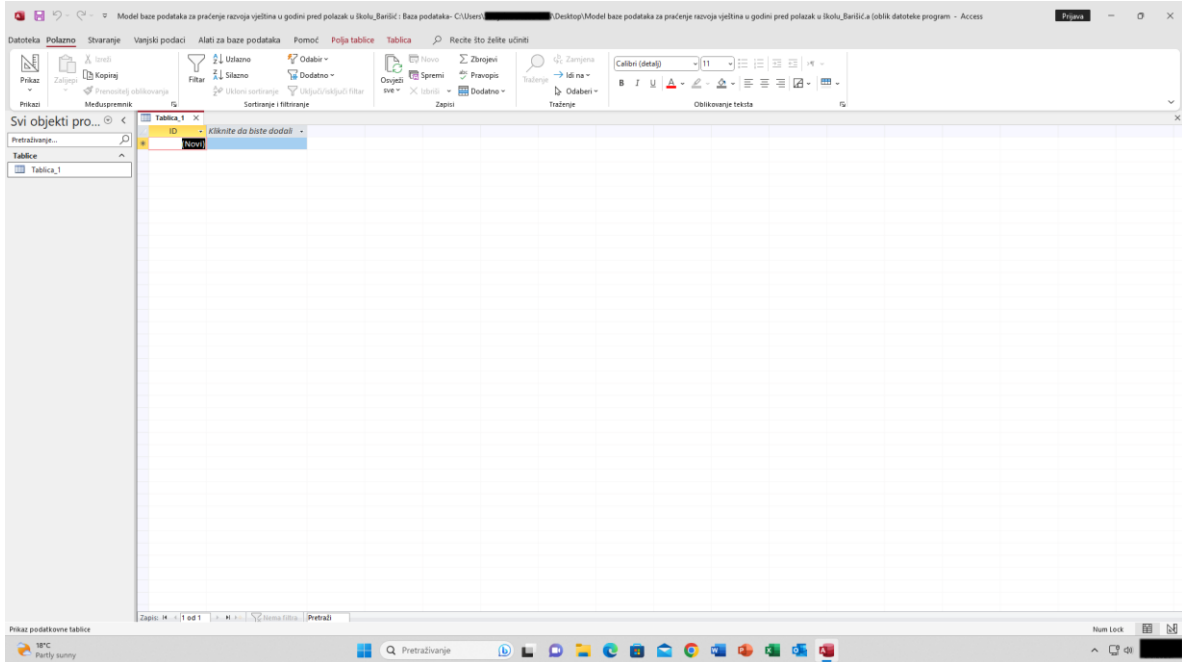 Model baze podataka za praćenje razvoja vještina u godini pred polazak u školu_Barišić : Baza podataka- C:\Users\ \Desktop\Model baze podataka za praćenje razvoja vještina u godini pred polazak u školu_Barišić.a (oblik datoteke program - Access Prijava
Datoteka Polazno Stvaranje Vanjski podaci Alati za baze podataka Pomoć Polja tablice Tablica Recite što želite učiniti
Prikaz
Prikazi
Zalijepi
Izreži
Kopiraj
Prenositelj oblikovanja
Međuspremnik
Filtar
Uzlazno
Silazno
Ukloni sortiranje
Odabir
Dodatno
Uključi/isključi filtar
Sortiranje i filtriranje
Osvježi
sve
Novo
Spremi
Izbriši
Zbrojevi
Pravopis
Dodatno
Zapisi
Traženje
Zamjena
Idi na
Odaberi
Traženje
Calibri (detalj) 11
B I U A
Oblikovanje teksta
Svi objekti pro...
Pretraživanje...
Tablice
Tablica_1
Tablica_1
ID Kliknite da biste dodali
(Novi)
Zapis: 1 od 1 Nema filtra Pretraži
Prikaz podatkovne tablice Num Lock
18°C
Partly sunny
Pretraživanje